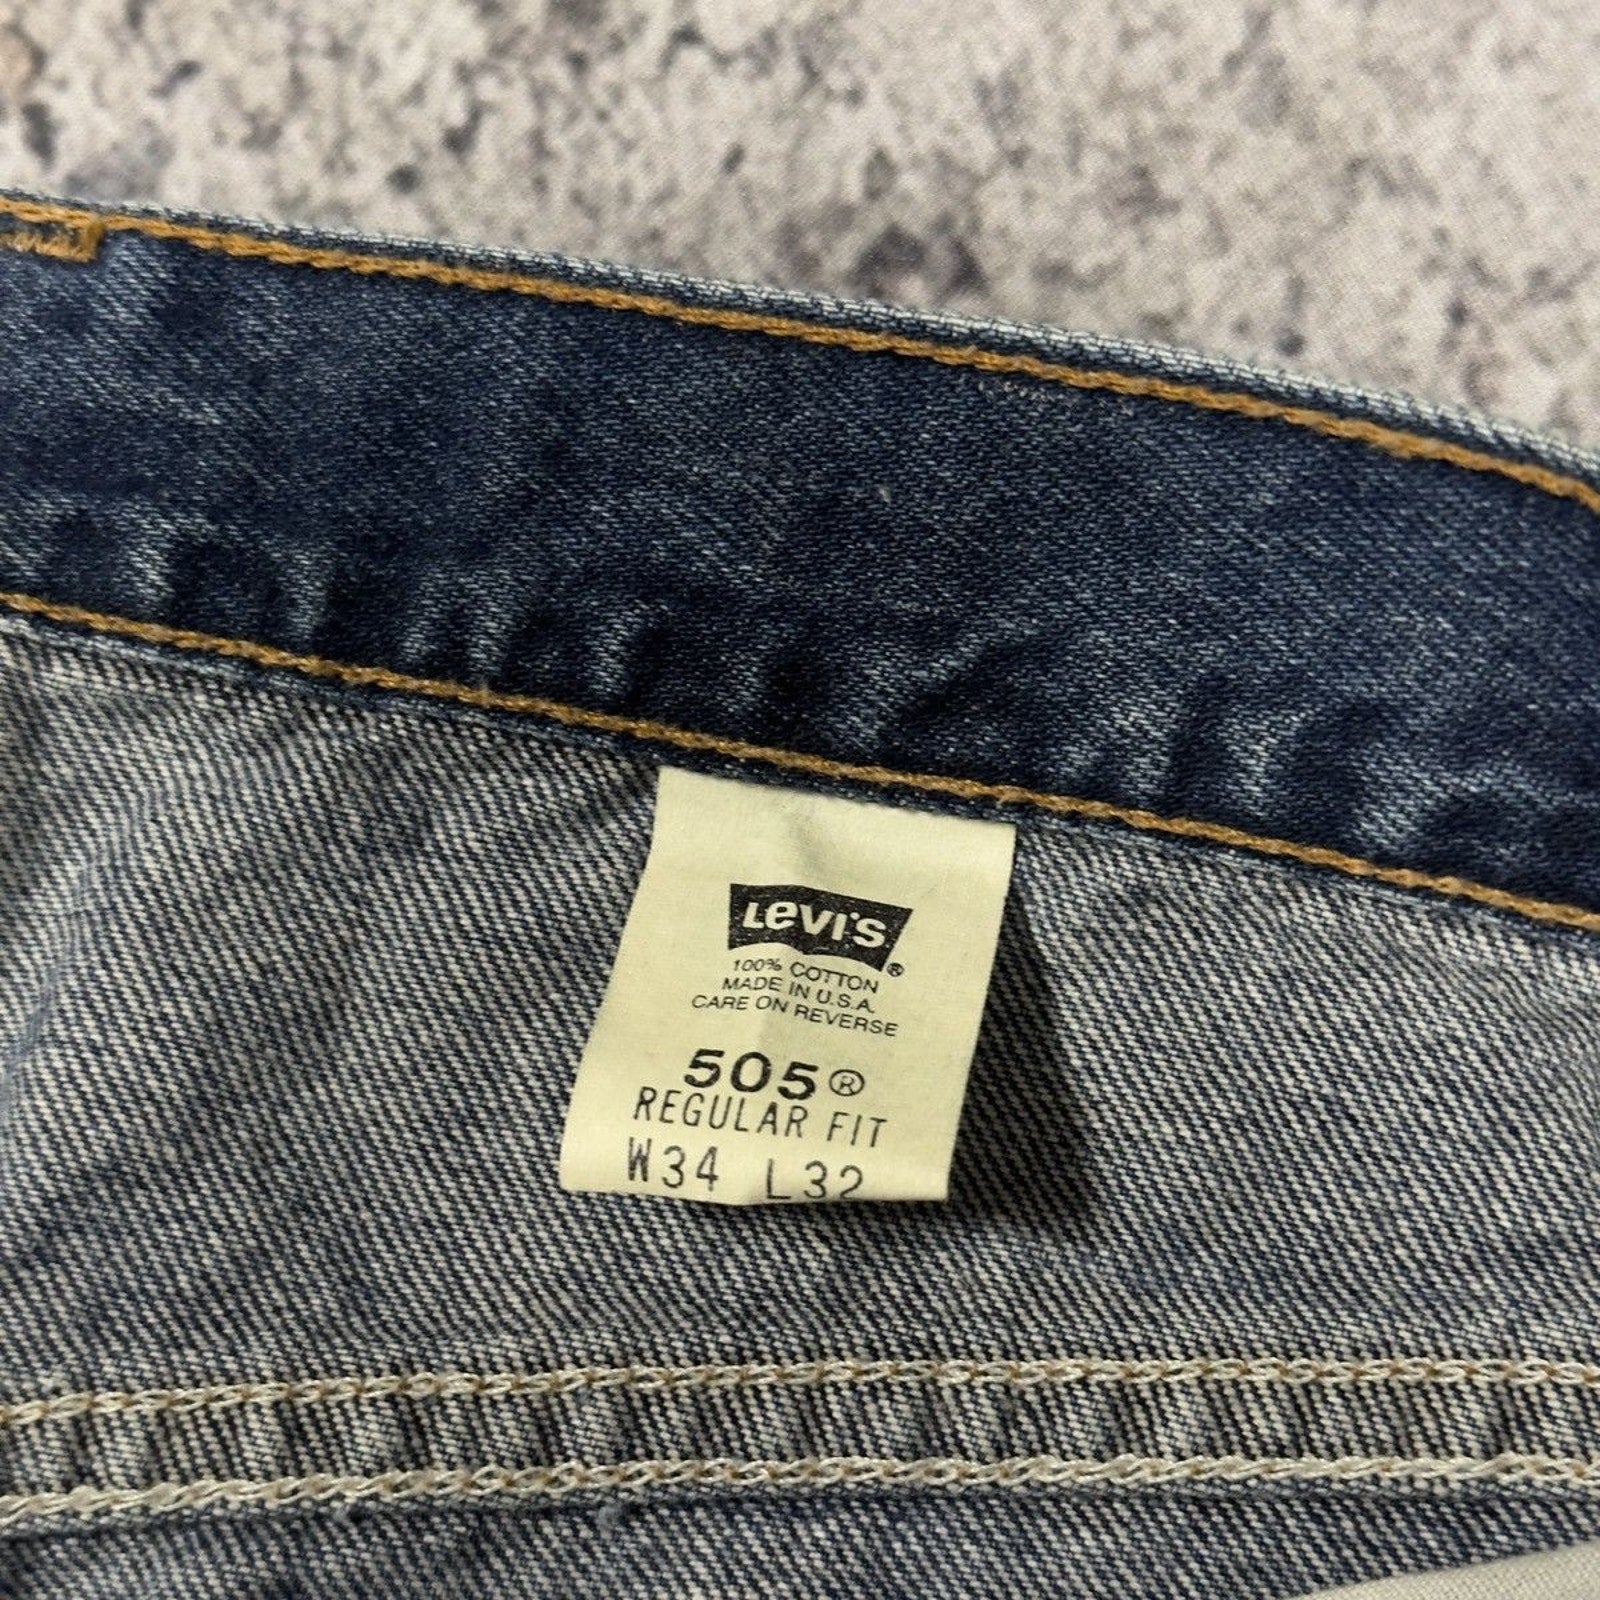 Levi's®
100% COTTON
MADE IN U.S.A.
CARE ON REVERSE
505®
REGULAR FIT
W34 L32